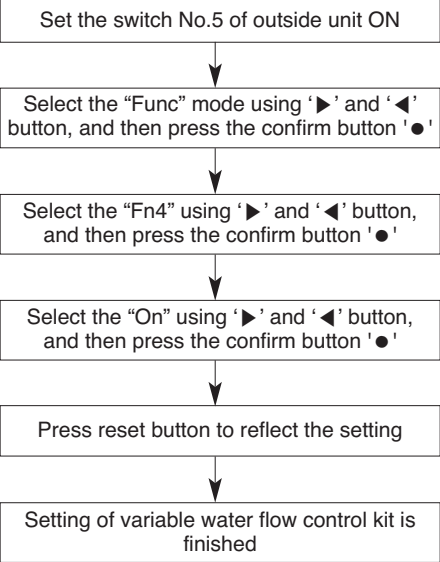 Set the switch No.5 of outside unit ON
Select the “Func” mode using ‘▶’ and ‘◀’
button, and then press the confirm button '●'
Select the “Fn4” using ‘▶’ and ‘◀’ button,
and then press the confirm button '●'
Select the “On” using ‘▶’ and ‘◀’ button,
and then press the confirm button '●'
Press reset button to reflect the setting
Setting of variable water flow control kit is
finished